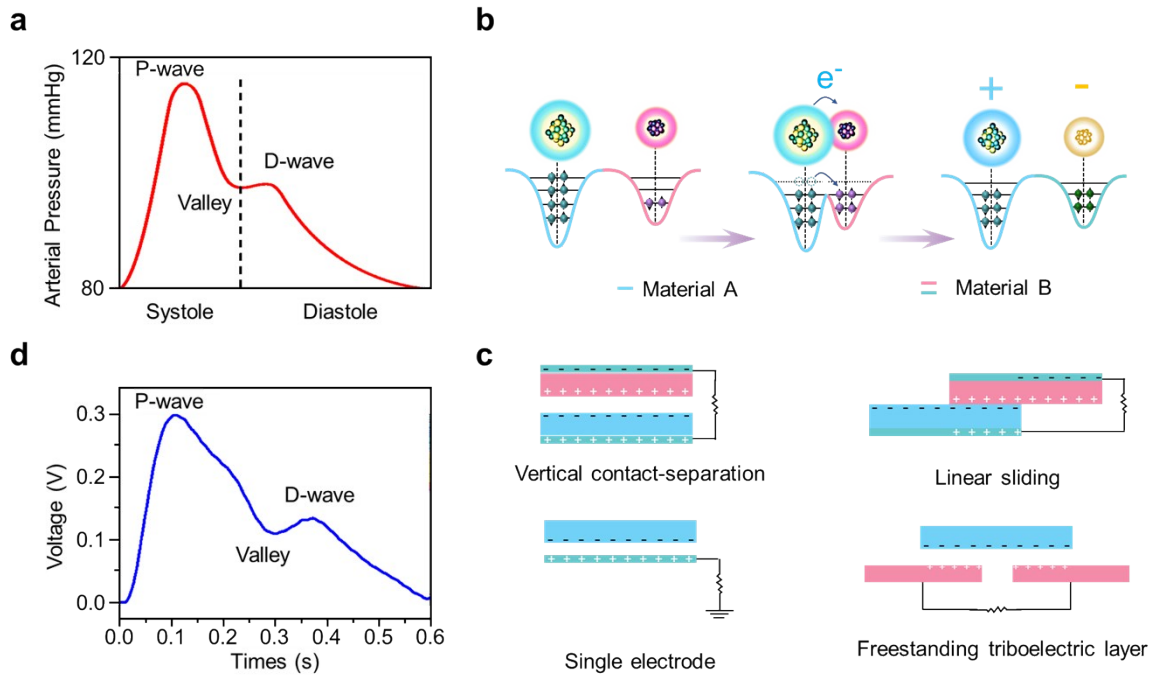 a
120
Arterial Pressure (mmHg)
80
P-wave
Valley
D-wave
Systole
Diastole
b
e-
+
-
Material A
Material B
d
Voltage (V)
0.3
0.2
0.1
0.0
P-wave
D-wave
Valley
0.0 0.1 0.2 0.3 0.4 0.5 0.6
Times (s)
c
- - - - - - - - -
+ + + + + + + + +
- - - - - - - - -
+ + + + + + + + +
Vertical contact-separation
- - - - - -
+ + + + + + + + +
- - - - - - - - -
+ + + + +
Linear sliding
- - - - - - - - -
+ + + + + + + + +
Single electrode
- - - - - - - - -
+ + + + + + + + + +
Freestanding triboelectric layer